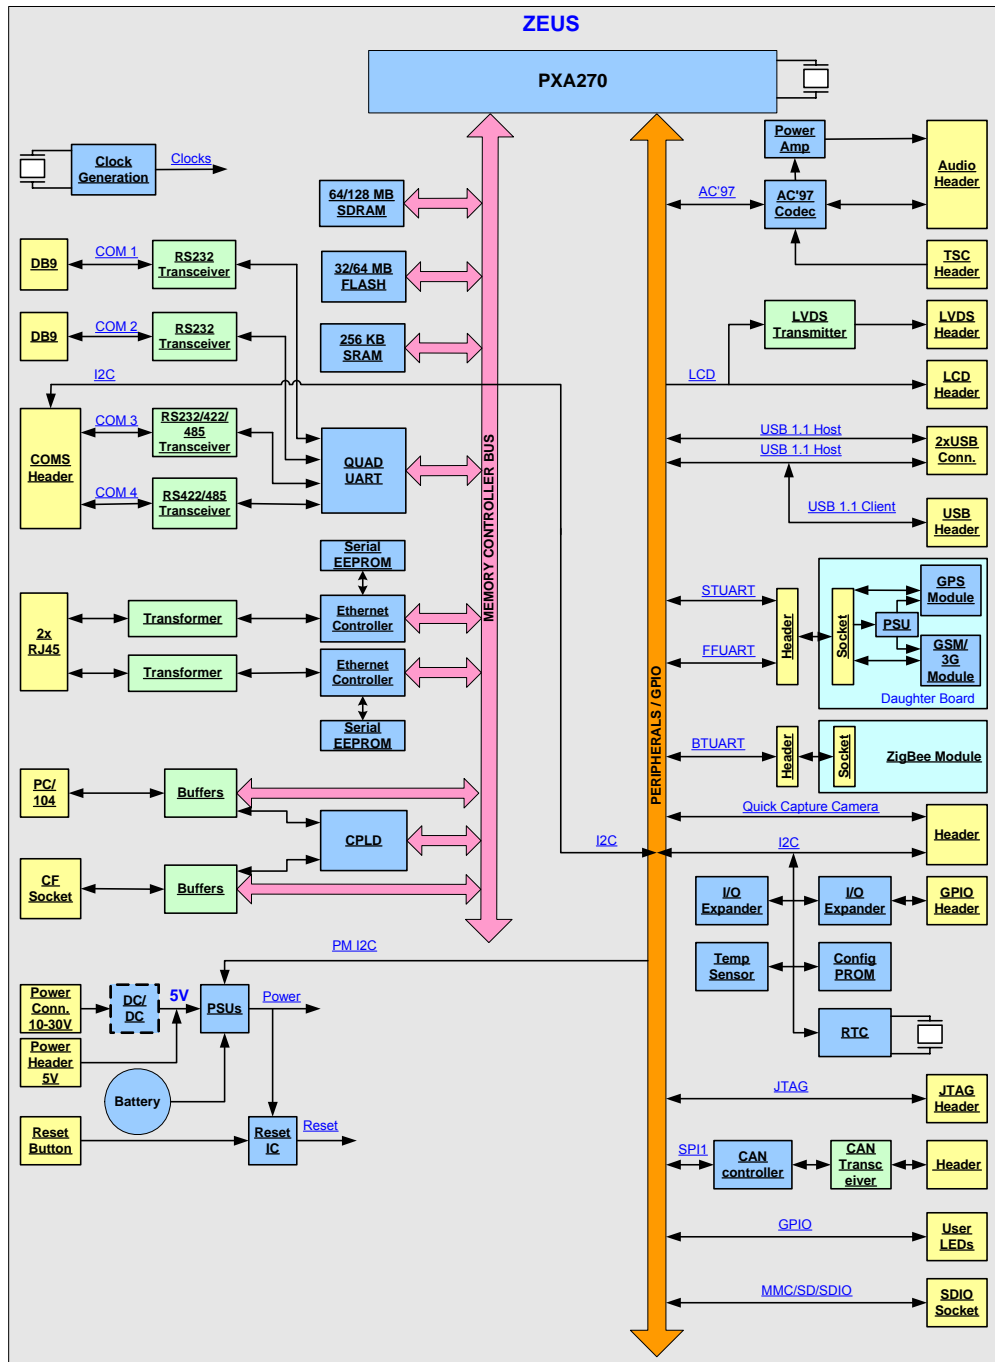 ZEUS
PXA270
Clock
Generation
Clocks
64/128 MB
SDRAM
DB9
COM 1
RS232
Transceiver
32/64 MB
FLASH
DB9
COM 2
RS232
Transceiver
256 KB
SRAM
I2C
COMS
Header
COM 3
RS232/422/
485
Transceiver
COM 4
RS422/485
Transceiver
QUAD
UART
MEMORY CONTROLLER BUS
Serial
EEPROM
2x
RJ45
Transformer
Ethernet
Controller
Transformer
Ethernet
Controller
Serial
EEPROM
PC/
104
Buffers
CPLD
CF
Socket
Buffers
I2C
PM I2C
Power
Conn.
10-30V
DC/
DC
5V
PSUs
Power
Power
Header
5V
Battery
Reset
Button
Reset
IC
Reset
PERIPHERALS / GPIO
Power
Amp
Audio
Header
AC'97
AC'97
Codec
TSC
Header
LVDS
Transmitter
LVDS
Header
LCD
LCD
Header
USB 1.1 Host
USB 1.1 Host
2xUSB
Conn.
USB 1.1 Client
USB
Header
STUART
FFUART
Header
Socket
PSU
GPS
Module
GSM/
3G
Module
Daughter Board
BTUART
Header
Socket
ZigBee Module
Quick Capture Camera
Header
I2C
I/O
Expander
I/O
Expander
GPIO
Header
Temp
Sensor
Config
PROM
RTC
JTAG
JTAG
Header
SPI1
CAN
controller
CAN
Transc
eiver
Header
GPIO
User
LEDs
MMC/SD/SDIO
SDIO
Socket